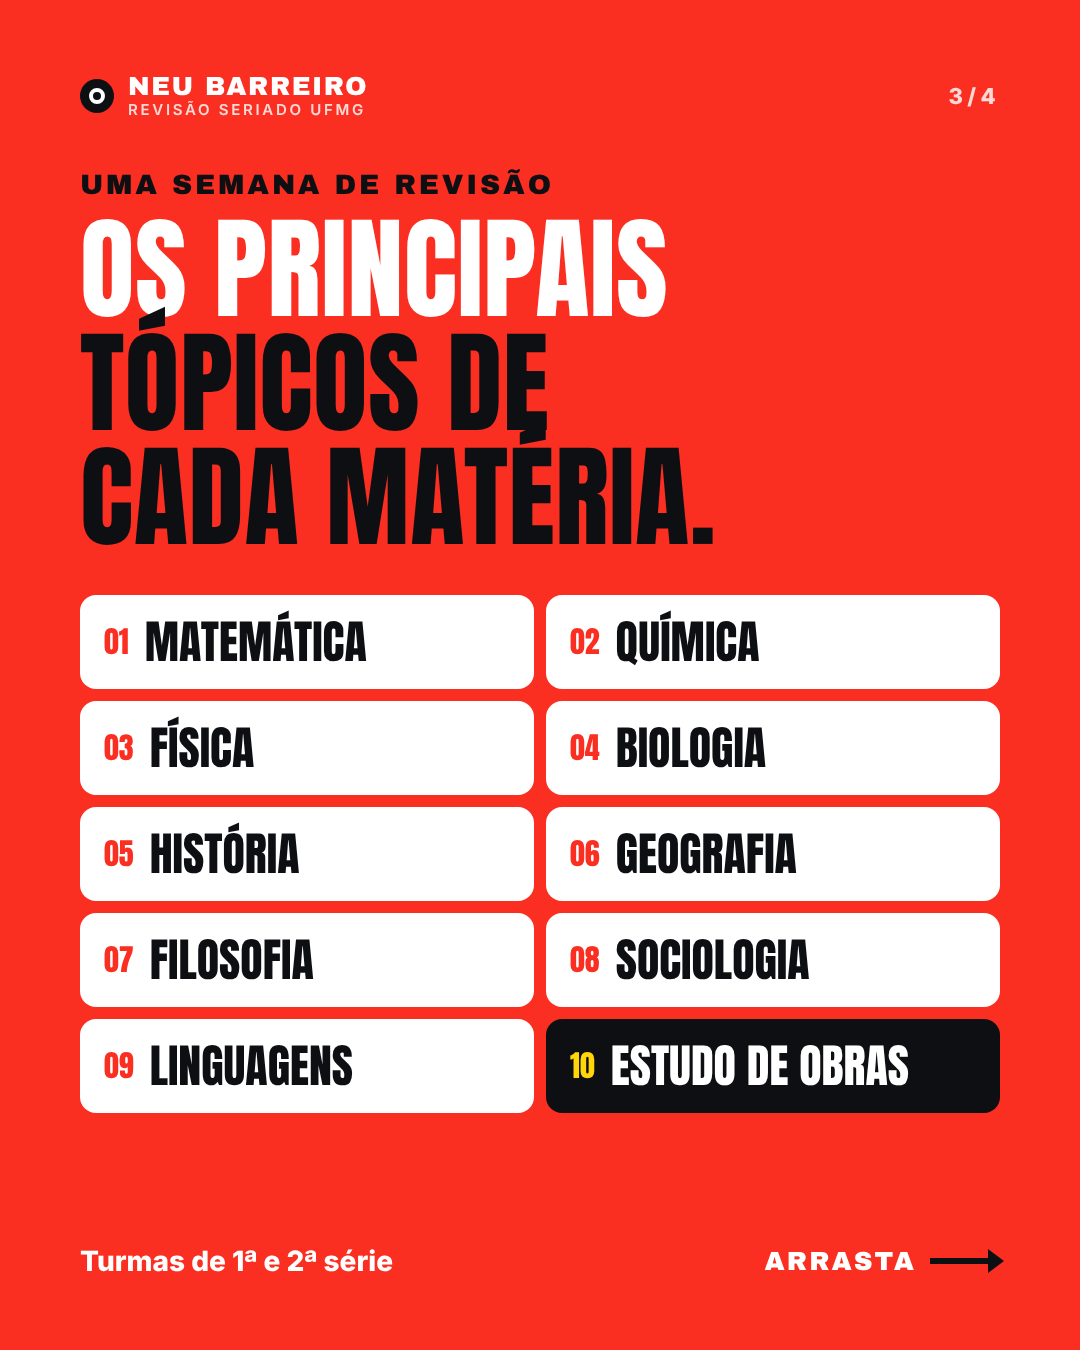 NEU BARREIRO
REVISÃO SERIADO UFMG
3 / 4
UMA SEMANA DE REVISÃO
OS PRINCIPAIS
TÓPICOS DE
CADA MATÉRIA.
01 MATEMÁTICA
02 QUÍMICA
03 FÍSICA
04 BIOLOGIA
05 HISTÓRIA
06 GEOGRAFIA
07 FILOSOFIA
08 SOCIOLOGIA
09 LINGUAGENS
10 ESTUDO DE OBRAS
Turmas de 1ª e 2ª série
ARRASTA